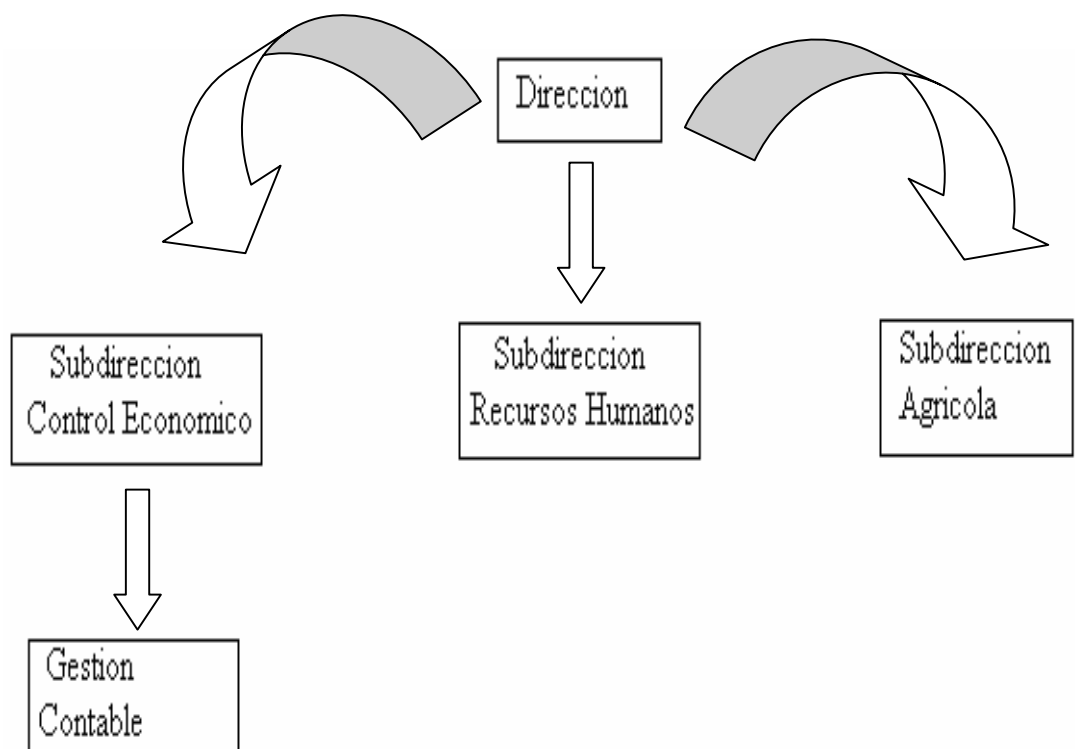 Direccion
Subdireccion
Control Economico
Subdireccion
Recursos Humanos
Subdireccion
Agricola
Gestion
Contable